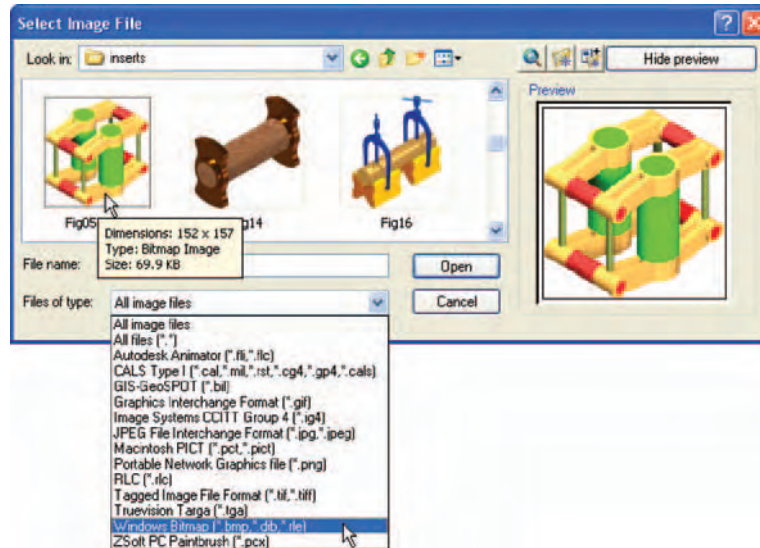 Select Image File
Look in: inserts
Hide preview
Preview
Fig05
g14
Fig16
Dimensions: 152 x 157
Type: Bitmap Image
Size: 69.9 KB
File name:
Open
Files of type: All image files
Cancel
All image files
All files (*.*)
Autodesk Animator (*.fli,*.flc)
CALS Type I (*.cal,*.mil,*.rst,*.cg4,*.gp4,*.cals)
GIS-GeoSPOT (*.bil)
Graphics Interchange Format (*.gif)
Image Systems CCITT Group 4 (*.ig4)
JPEG File Interchange Format (*.jpg,*.jpeg)
Macintosh PICT (*.pct,*.pict)
Portable Network Graphics file (*.png)
RLC (*.rlc)
Tagged Image File Format (*.tif,*.tiff)
Truevision Targa (*.tga)
Windows Bitmap (*.bmp,*.dib,*.rle)
ZSoft PC Paintbrush (*.pcx)